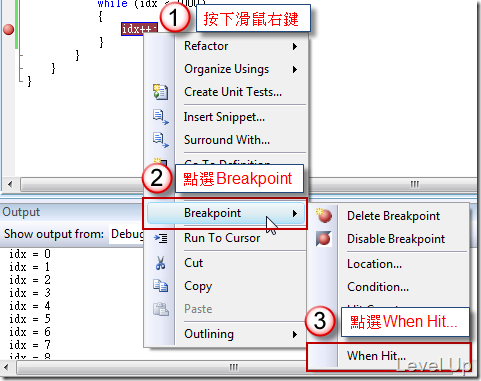 while (idx < 1000)
{
idx++;
}
}
}
1 按下滑鼠右鍵
Refactor
Organize Usings
Create Unit Tests...
Insert Snippet...
Surround With...
Go To Definition
2 點選Breakpoint
Breakpoint
Run To Cursor
Cut
Copy
Paste
Outlining
Delete Breakpoint
Disable Breakpoint
Location...
Condition...
3 點選When Hit...
When Hit...
Output
Show output from: Debug
idx = 0
idx = 1
idx = 2
idx = 3
idx = 4
idx = 5
idx = 6
idx = 7
idx = 8
Level Up